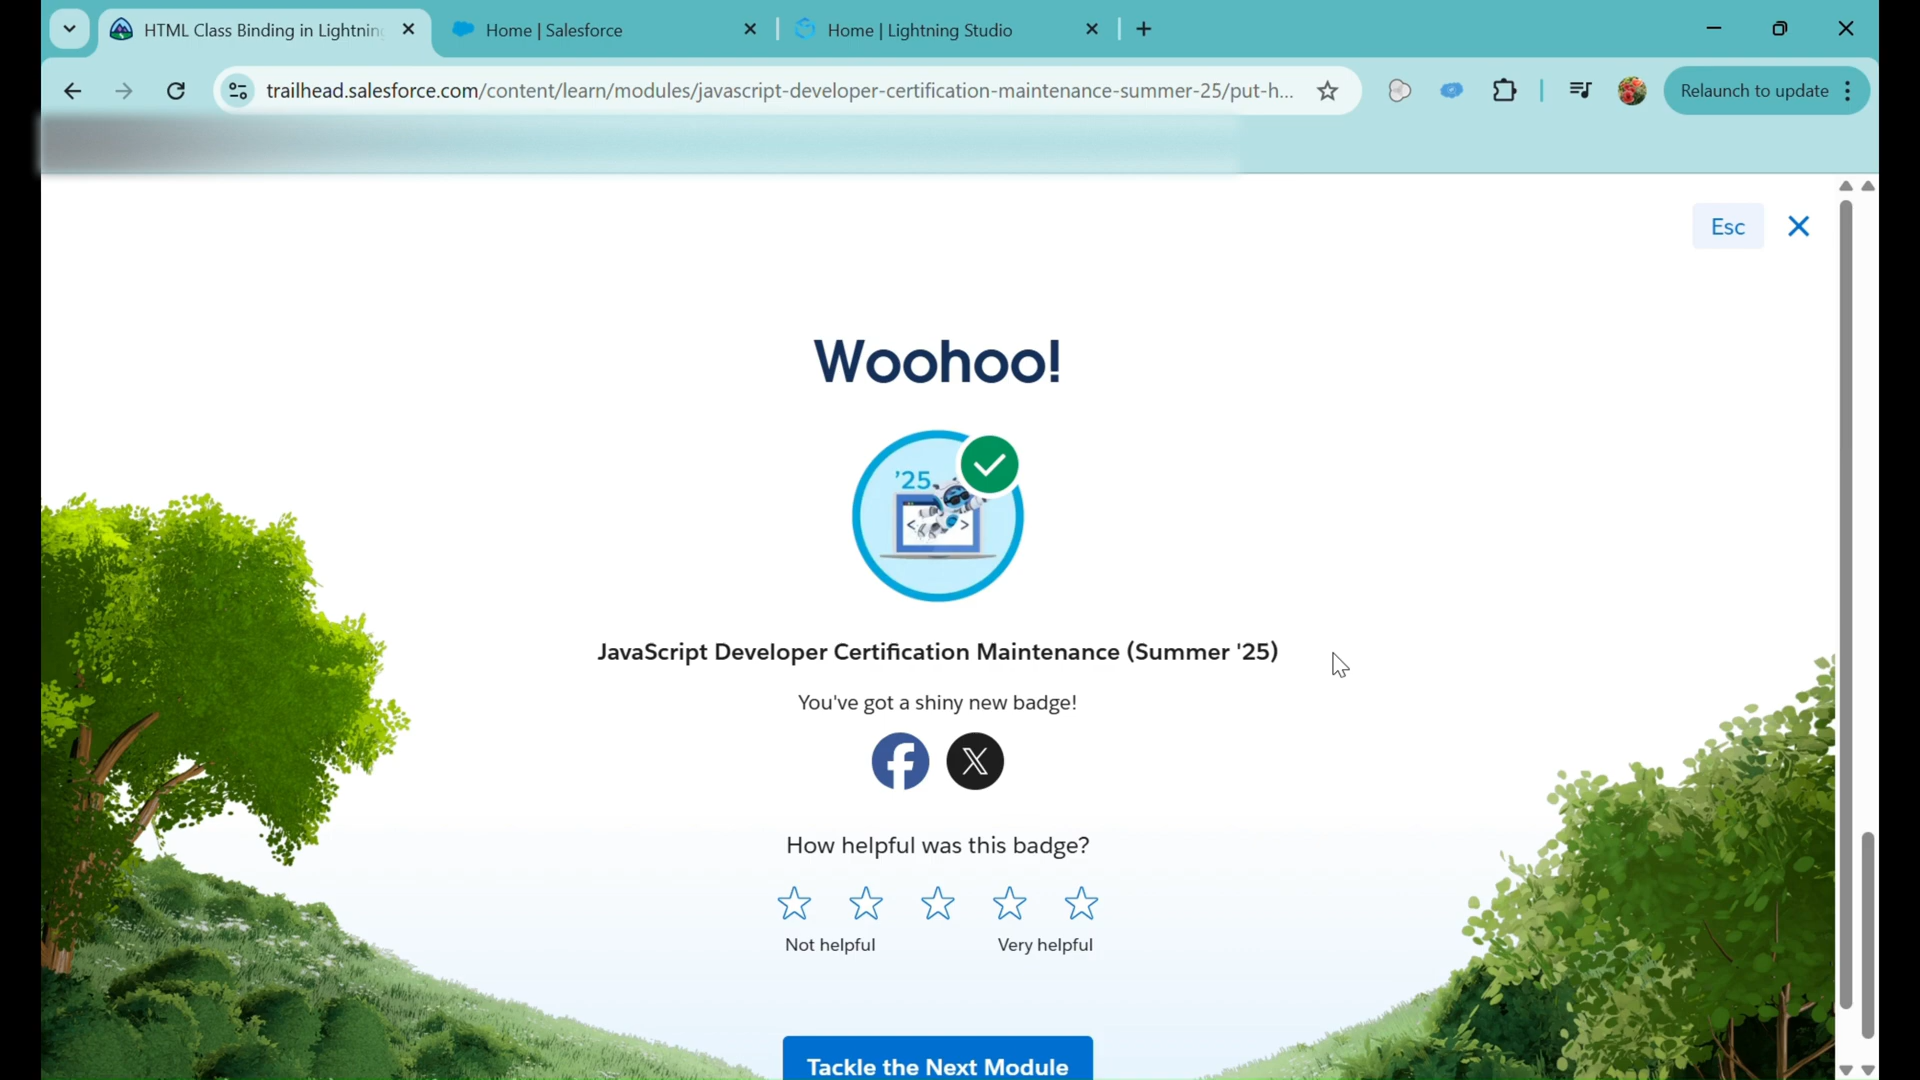 HTML Class Binding in Lightning
Home | Salesforce
Home | Lightning Studio
trailhead.salesforce.com/content/learn/modules/javascript-developer-certification-maintenance-summer-25/put-h...
Relaunch to update
Esc
Woohoo!
'25
< >
JavaScript Developer Certification Maintenance (Summer '25)
You've got a shiny new badge!
How helpful was this badge?
Not helpful
Very helpful
Tackle the Next Module